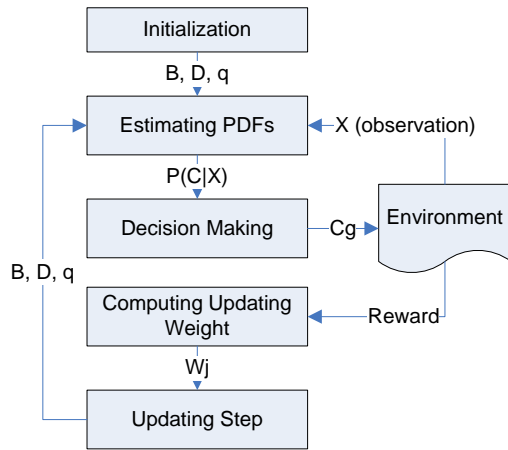 Initialization
B, D, q
Estimating PDFs
X (observation)
P(C|X)
Decision Making
Cg
Environment
B, D, q
Computing Updating
Weight
Reward
Wj
Updating Step